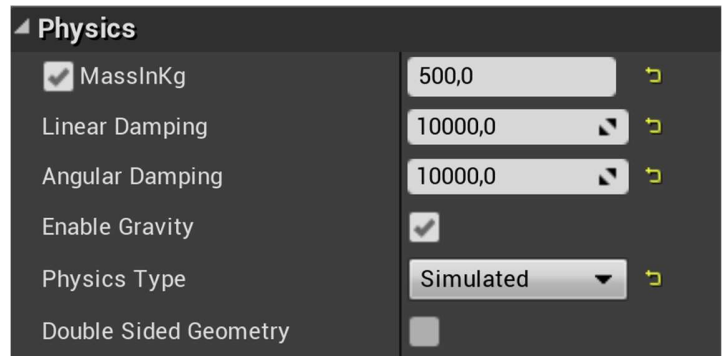 Physics
MassInKg 500,0
Linear Damping 10000,0
Angular Damping 10000,0
Enable Gravity
Physics Type Simulated
Double Sided Geometry